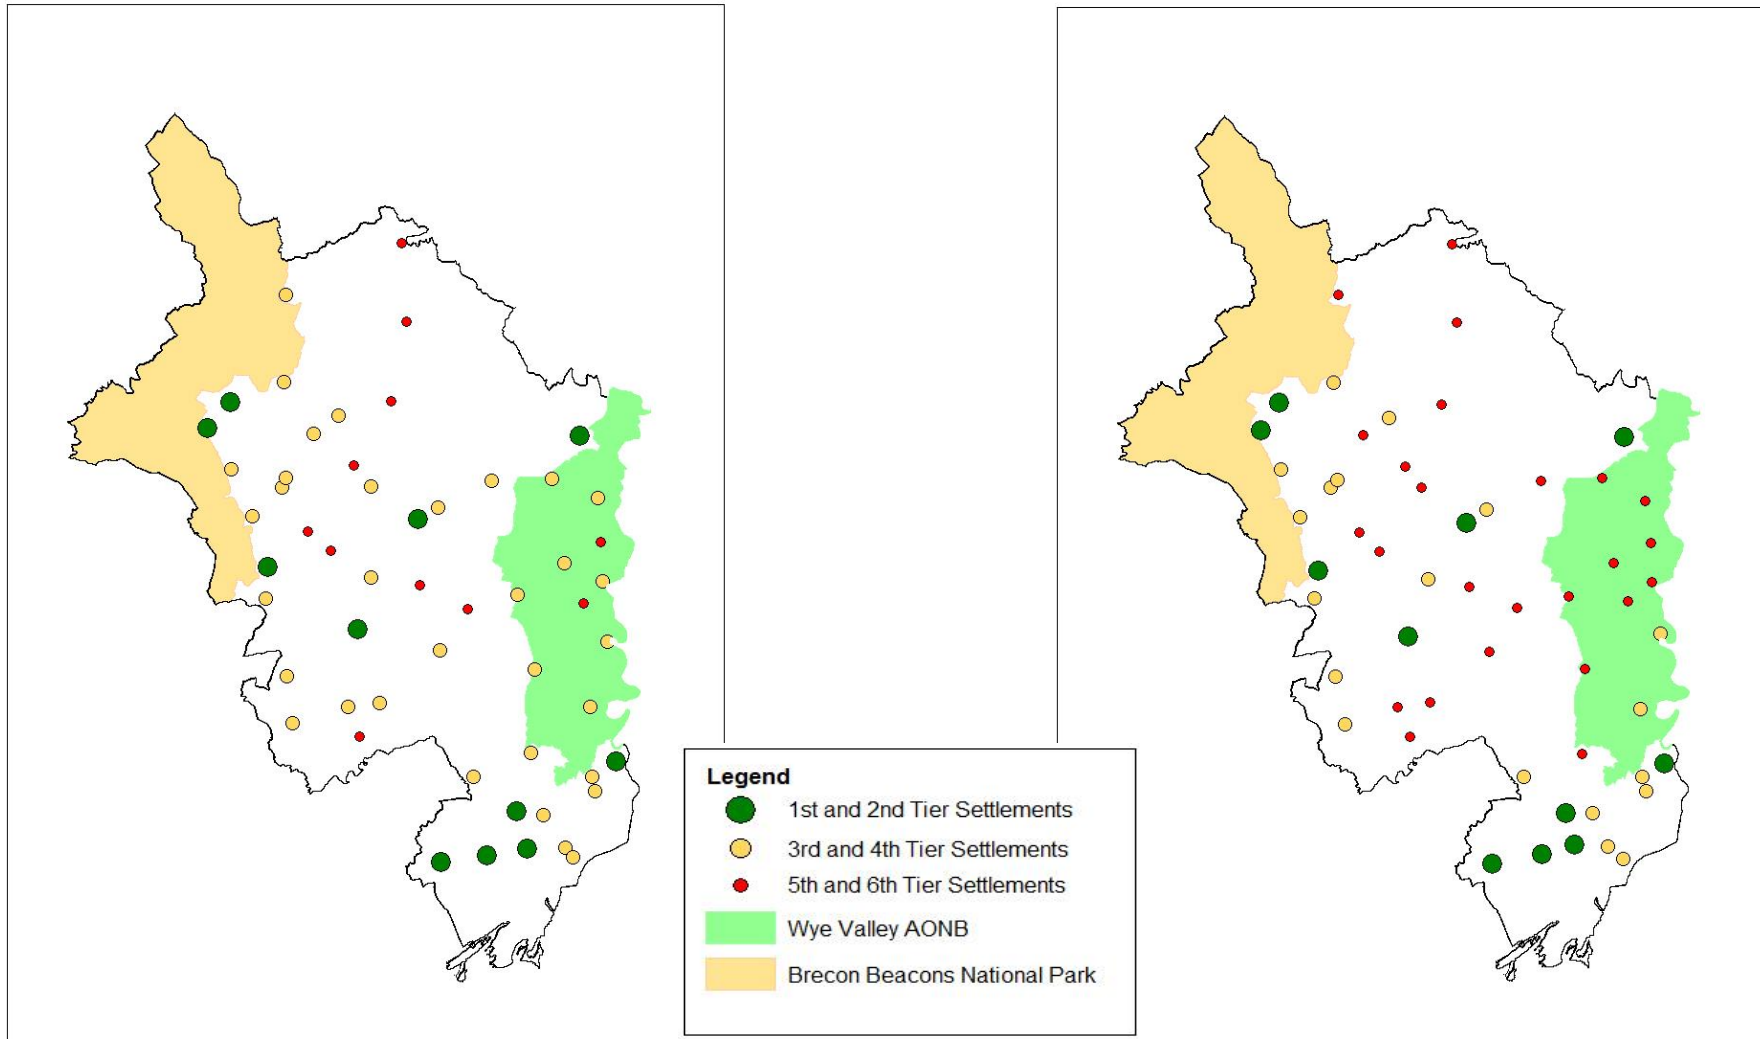 Legend
1st and 2nd Tier Settlements
3rd and 4th Tier Settlements
5th and 6th Tier Settlements
Wye Valley AONB
Brecon Beacons National Park